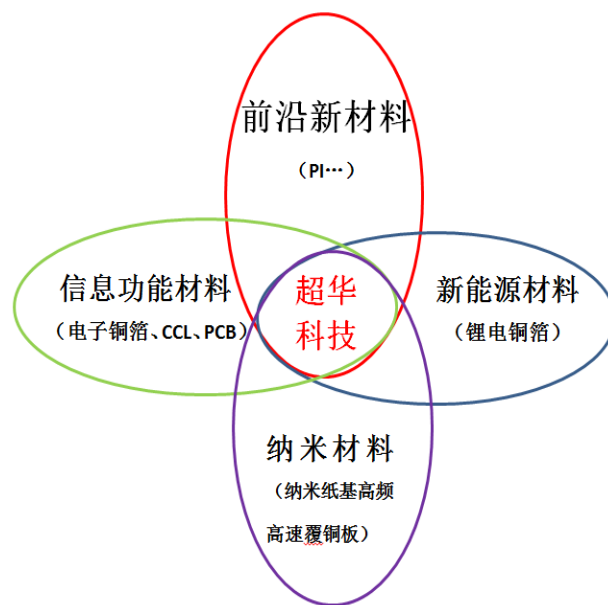 前沿新材料
（PI…）
信息功能材料
（电子铜箔、CCL、PCB）
超华
科技
新能源材料
（锂电铜箔）
纳米材料
（纳米纸基高频
高速覆铜板）